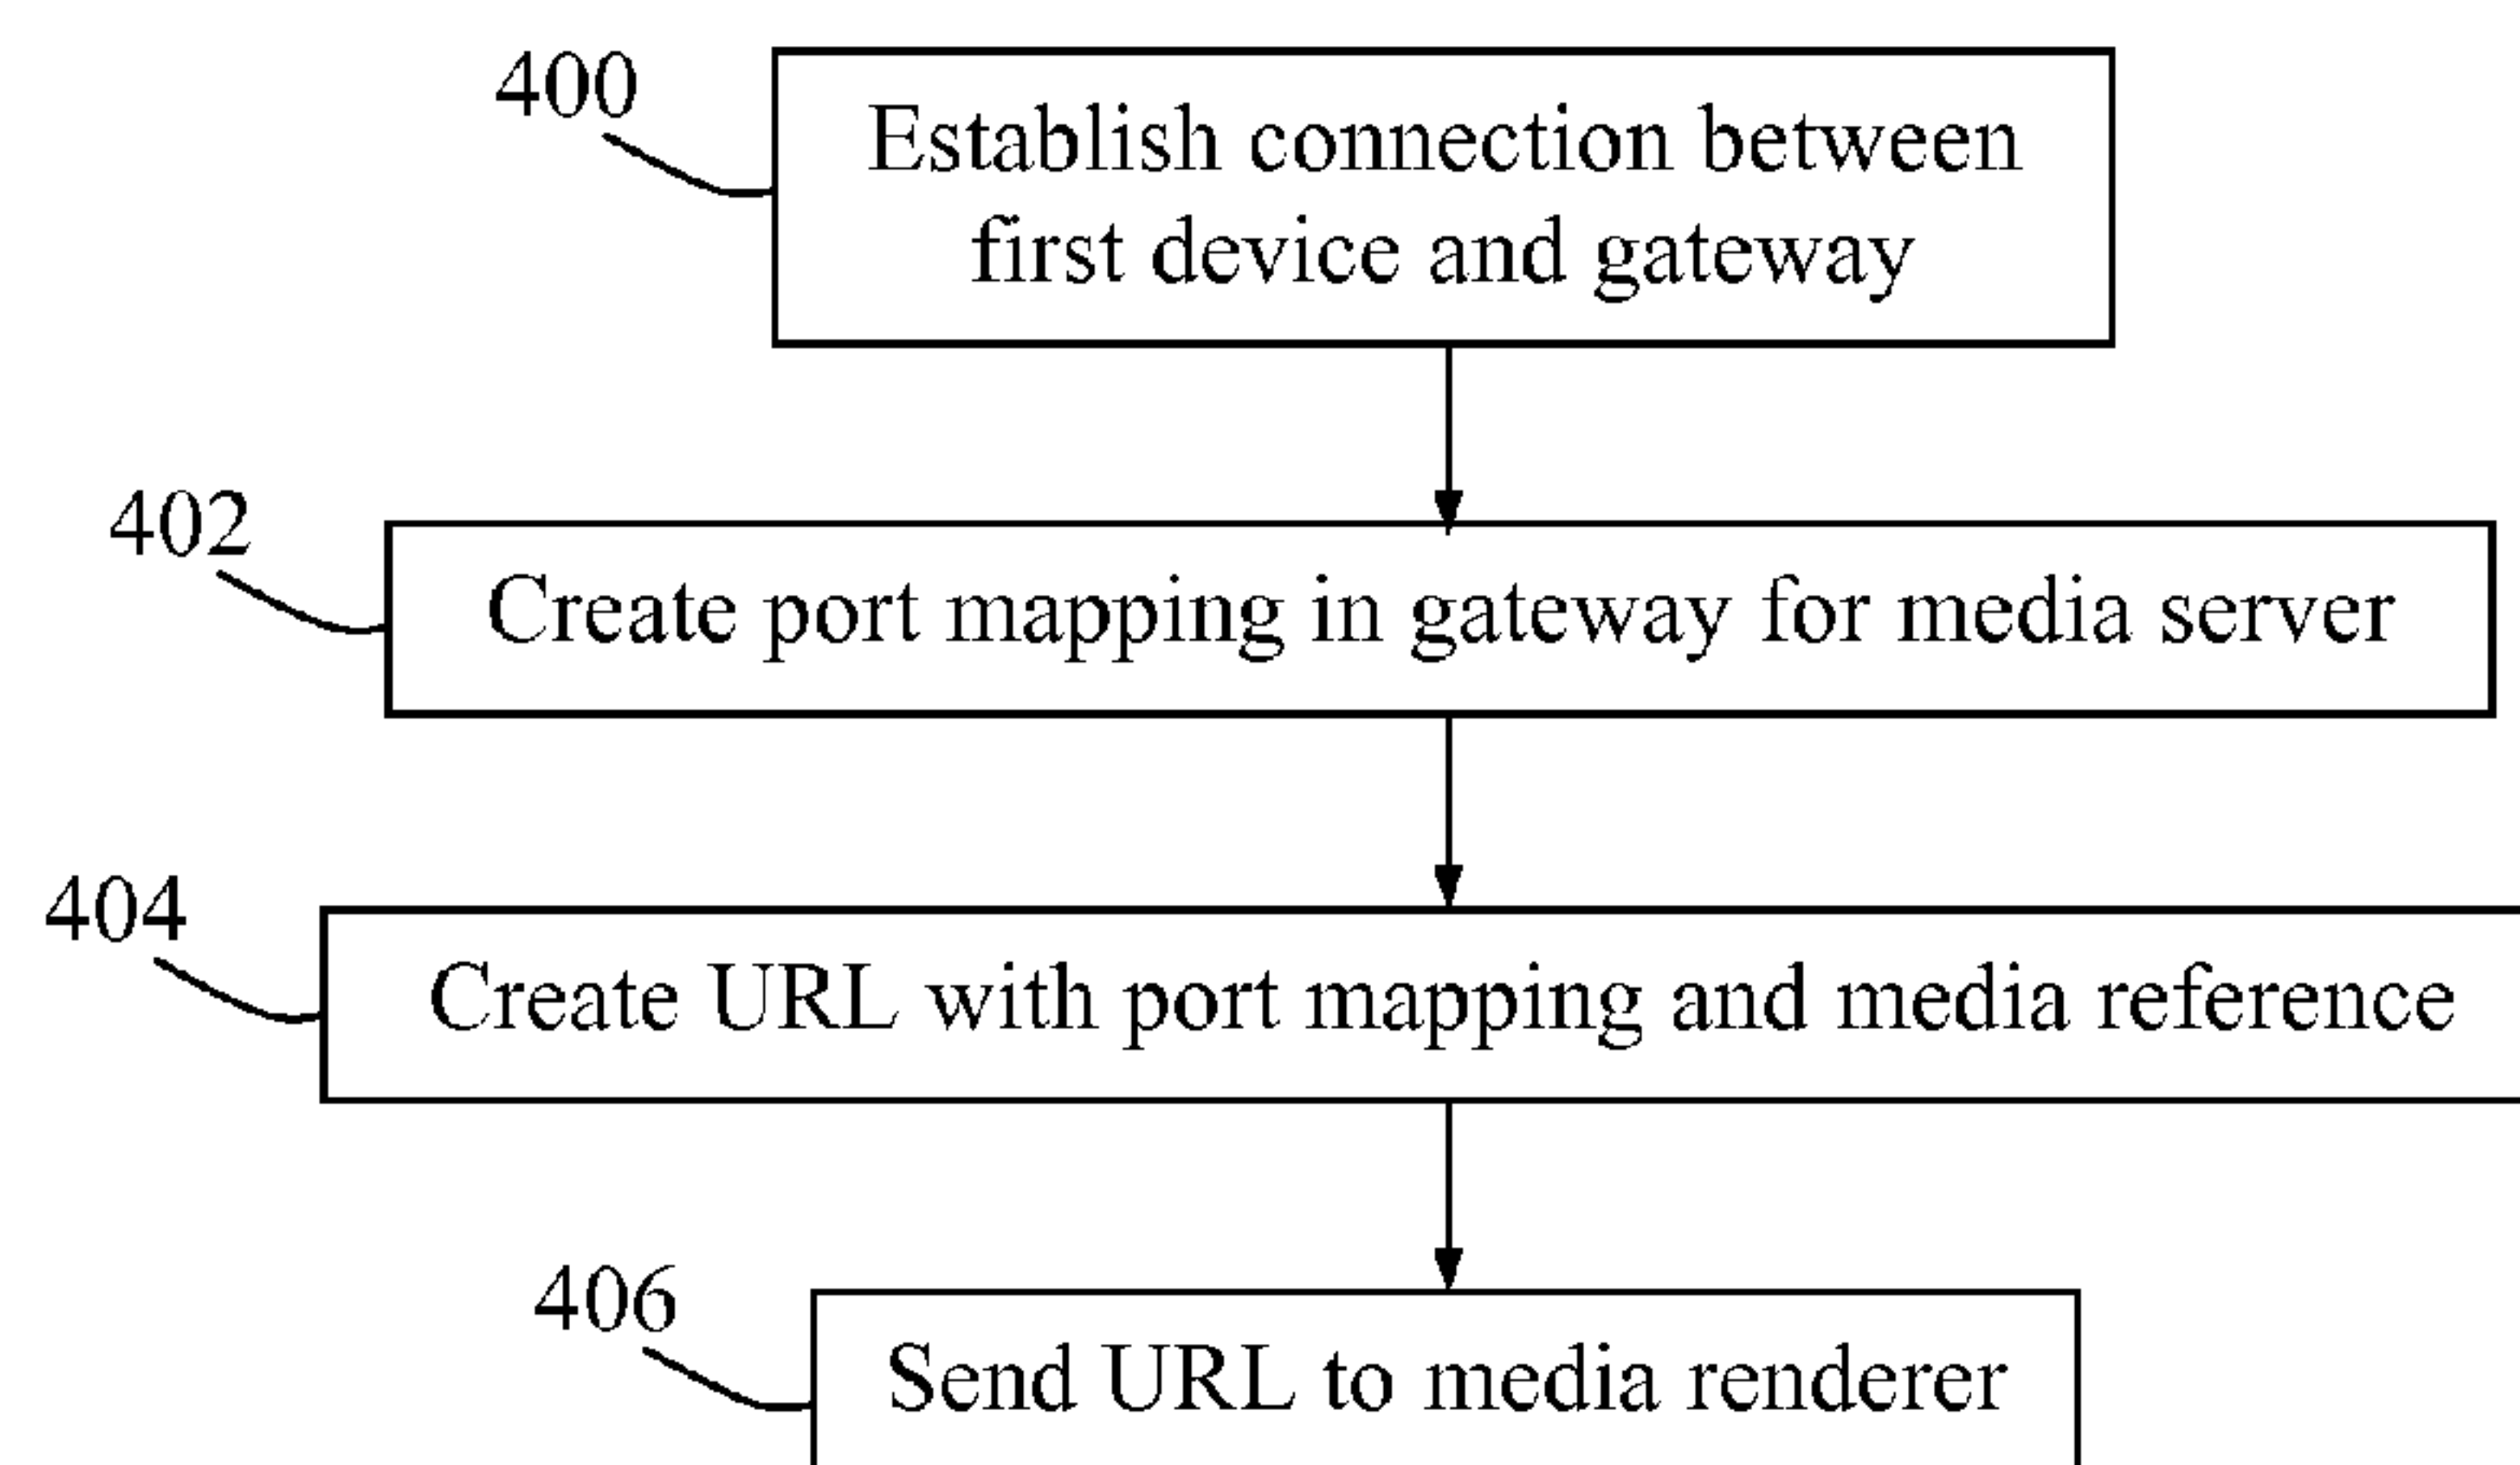 400
Establish connection between
first device and gateway
402
Create port mapping in gateway for media server
404
Create URL with port mapping and media reference
406
Send URL to media renderer